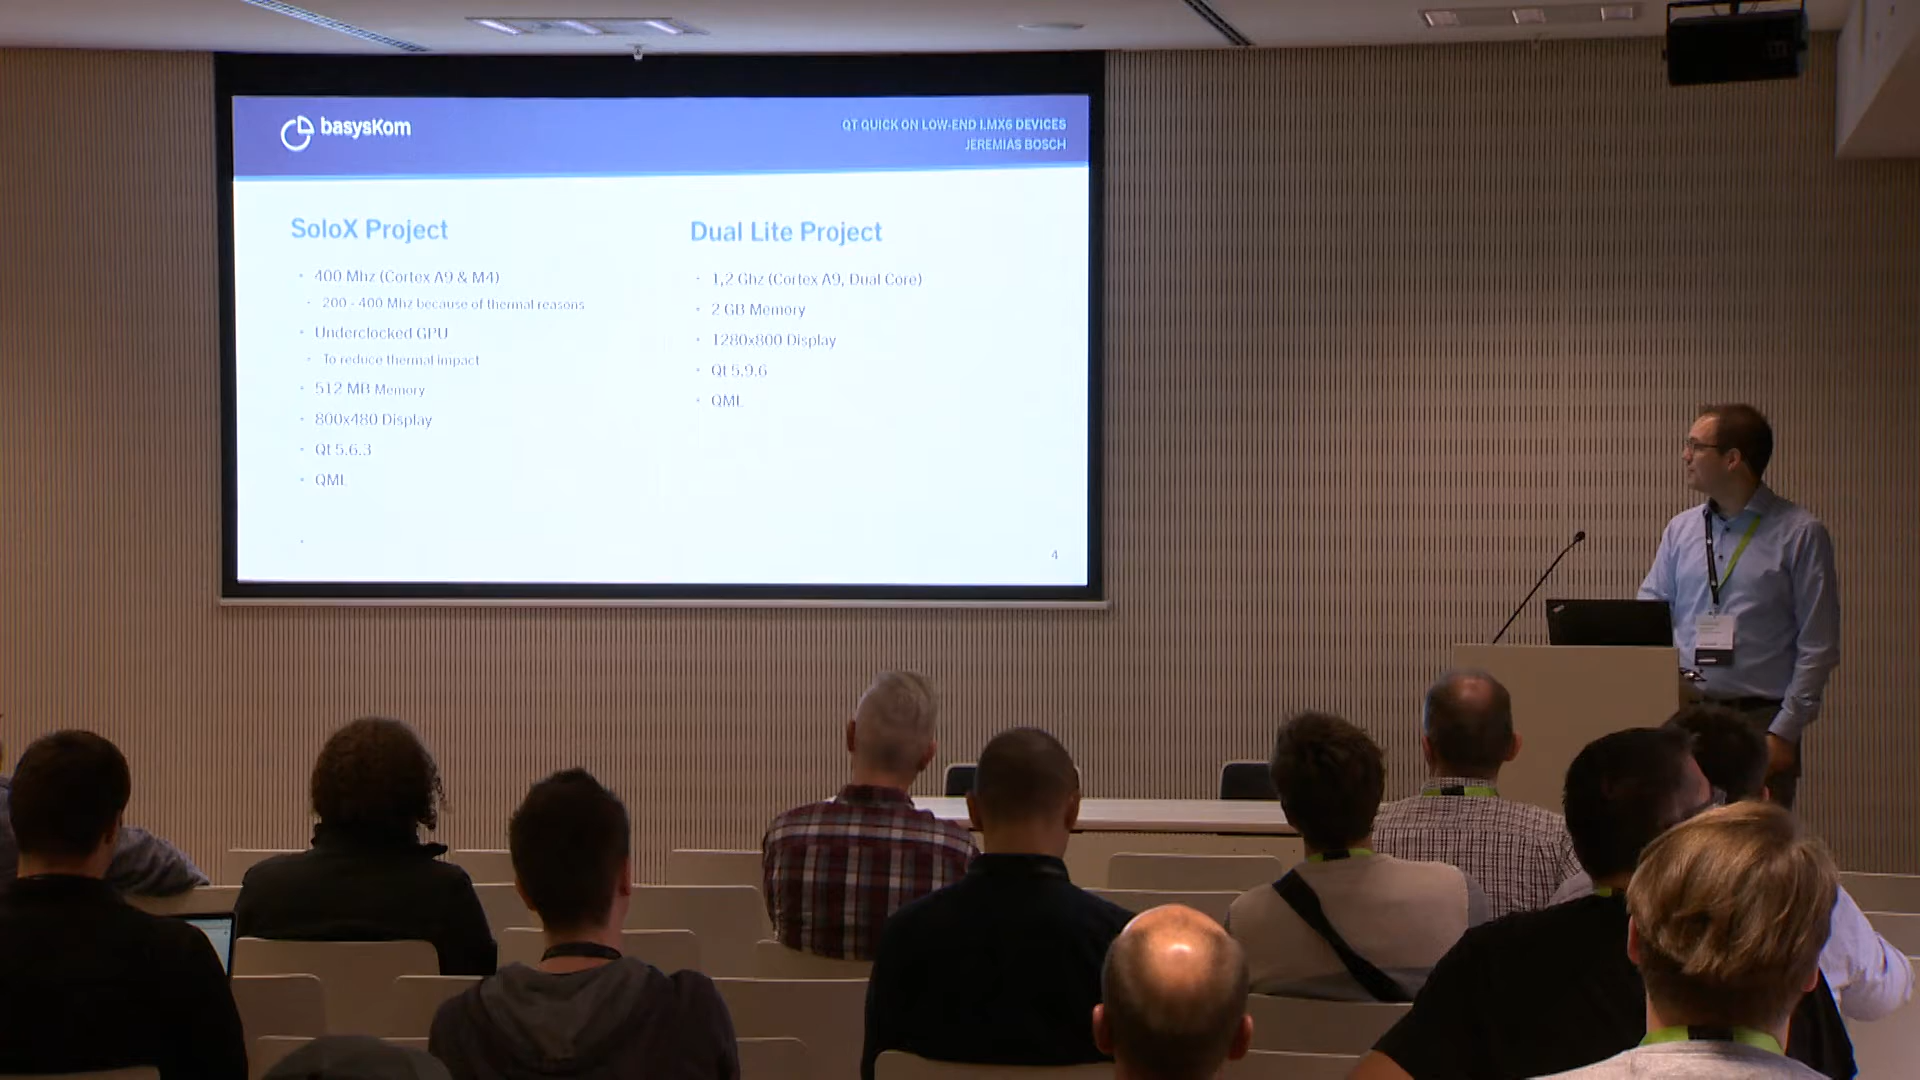 basysKom
QT QUICK ON LOW-END I.MX6 DEVICES
JEREMIAS BOSCH
SoloX Project
400 Mhz (Cortex A9 & M4)
200 - 400 Mhz because of thermal reasons
Underclocked GPU
To reduce thermal impact
512 MB Memory
800x480 Display
Qt 5.6.3
QML
Dual Lite Project
1,2 Ghz (Cortex A9, Dual Core)
2 GB Memory
1280x800 Display
Qt 5.9.6
QML
4